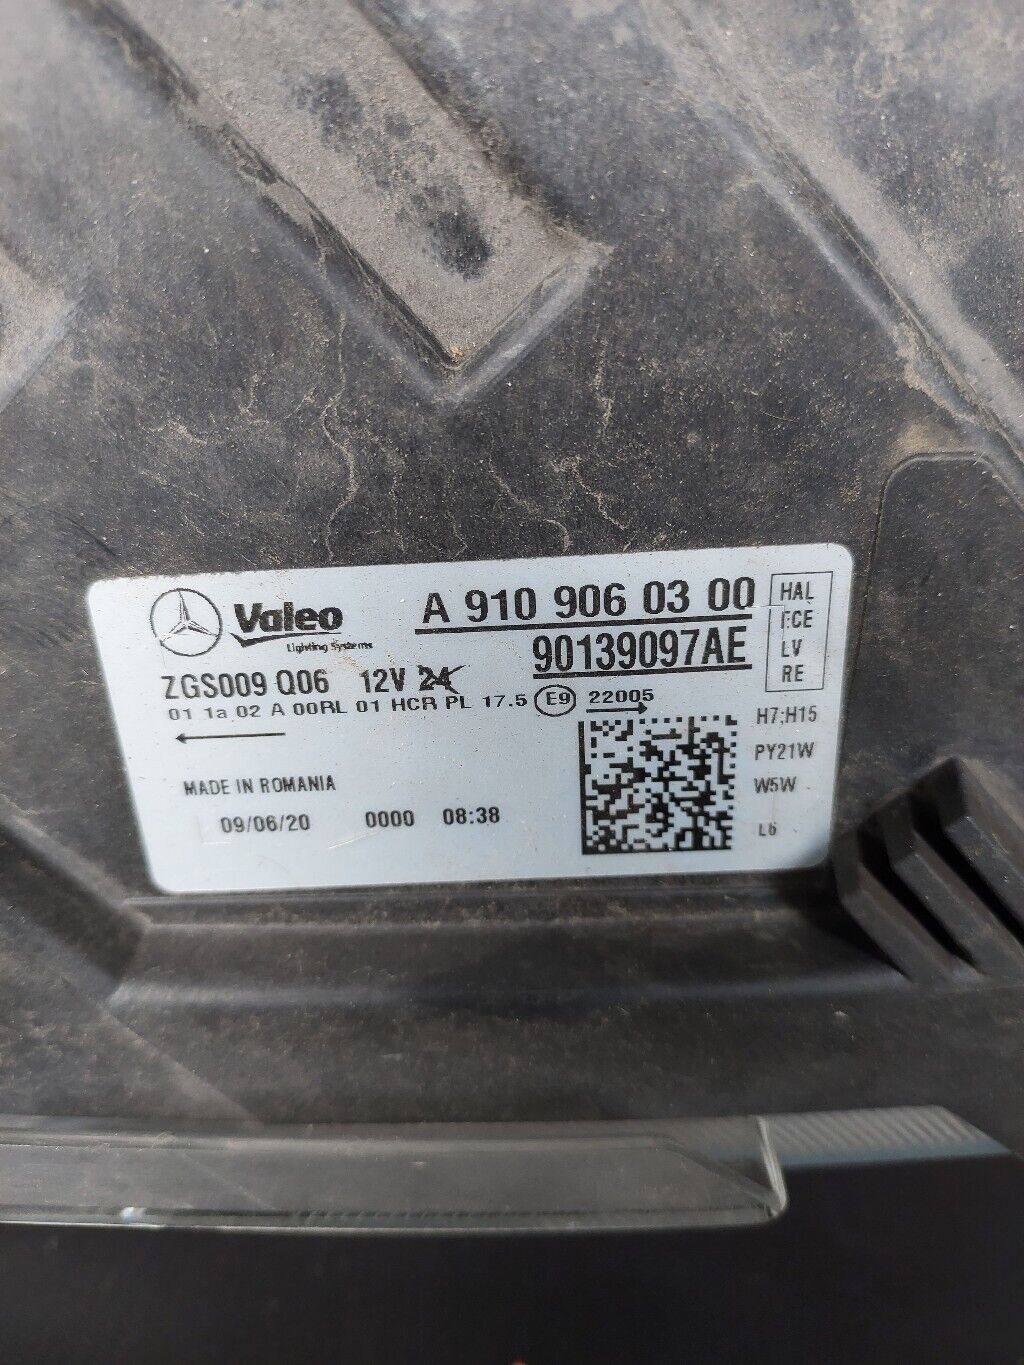 Valeo
Lighting Systems
A 910 906 03 00
90139097AE
HAL
ECE
LV
RE
ZGS009 Q06 12V 24
01 1a 02 A 00RL 01 HCR PL 17.5 E9 22005
H7;H15
PY21W
W5W
L6
MADE IN ROMANIA
09/06/20 0000 08:38